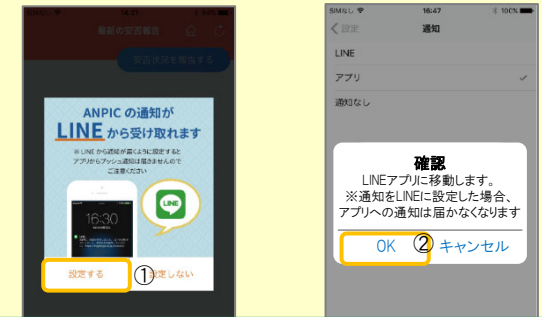 最新の安否報告
安否状況を報告する
ANPIC の通知が
LINE から受け取れます
※ LINE から通知が届くように設定すると
アプリからプッシュ通知は届きませんので
ご注意ください
16:30
LINE
設定する
①
設定しない
SIMなし
16:47
100%
設定
通知
LINE
アプリ
通知なし
確認
LINEアプリに移動します。
※通知をLINEに設定した場合、
アプリへの通知は届かなくなります
OK
②
キャンセル